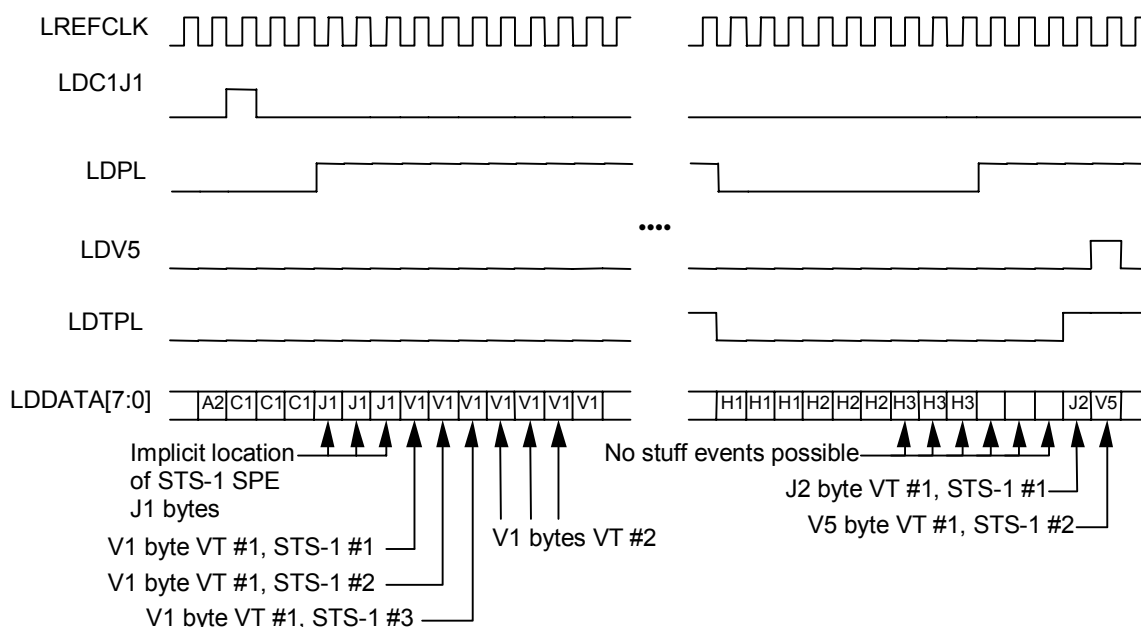 LREFCLK
LDC1J1
LDPL
....
LDV5
LDTPL
LDDATA[7:0] A2 C1 C1 C1 J1 J1 J1 V1 V1 V1 V1 V1 V1 V1 H1 H1 H1 H2 H2 H2 H3 H3 H3 J2 V5
Implicit location
of STS-1 SPE
J1 bytes
No stuff events possible
J2 byte VT #1, STS-1 #1
V5 byte VT #1, STS-1 #2
V1 bytes VT #2
V1 byte VT #1, STS-1 #1
V1 byte VT #1, STS-1 #2
V1 byte VT #1, STS-1 #3